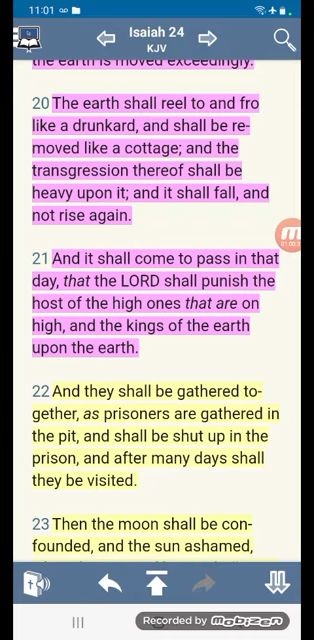 11:01
Isaiah 24
KJV
the earth is moved exceedingly.
20 The earth shall reel to and fro
like a drunkard, and shall be re-
moved like a cottage; and the
transgression thereof shall be
heavy upon it; and it shall fall, and
not rise again.
21 And it shall come to pass in that
day, that the LORD shall punish the
host of the high ones that are on
high, and the kings of the earth
upon the earth.
22 And they shall be gathered to-
gether, as prisoners are gathered in
the pit, and shall be shut up in the
prison, and after many days shall
they be visited.
23 Then the moon shall be con-
founded, and the sun ashamed,
Recorded by mobizen